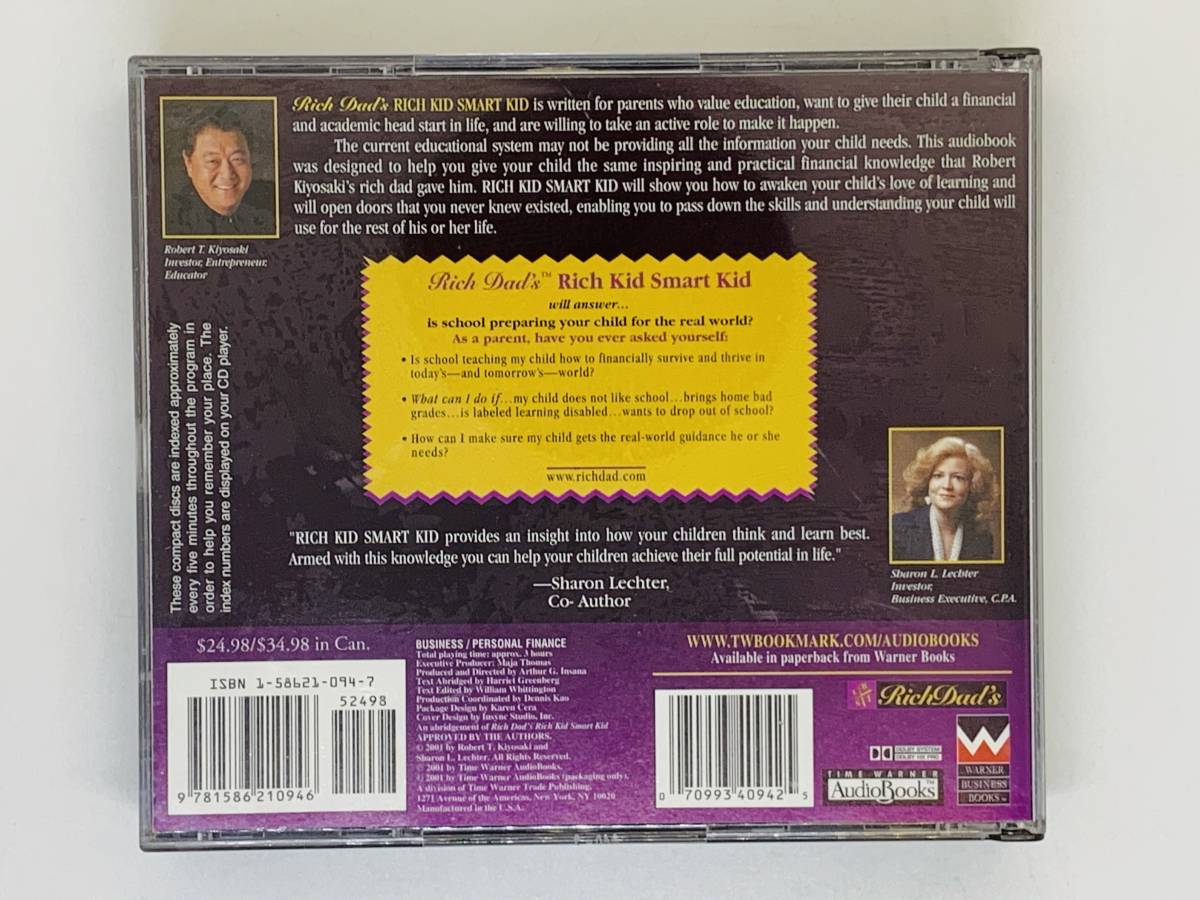 Rich Dad's RICH KID SMART KID is written for parents who value education, want to give their child a financial
and academic head start in life, and are willing to take an active role to make it happen.
The current educational system may not be providing all the information your child needs. This audiobook
was designed to help you give your child the same inspiring and practical financial knowledge that Robert
Kiyosaki's rich dad gave him. RICH KID SMART KID will show you how to awaken your child's love of learning and
will open doors that you never knew existed, enabling you to pass down the skills and understanding your child will
use for the rest of his or her life.
Robert T. Kiyosaki
Investor, Entrepreneur,
Educator
These compact discs are indexed approximately
every five minutes throughout the program in
order to help you remember your place. The
index numbers are displayed on your CD player.
Rich Dad's™ Rich Kid Smart Kid
will answer...
is school preparing your child for the real world?
As a parent, have you ever asked yourself:
• Is school teaching my child how to financially survive and thrive in
today's—and tomorrow's—world?
• What can I do if...my child does not like school...brings home bad
grades...is labeled learning disabled...wants to drop out of school?
• How can I make sure my child gets the real-world guidance he or she
needs?
www.richdad.com
"RICH KID SMART KID provides an insight into how your children think and learn best.
Armed with this knowledge you can help your children achieve their full potential in life."
—Sharon Lechter,
Co- Author
Sharon L. Lechter
Investor,
Business Executive, C.P.A.
$24.98/$34.98 in Can.
ISBN 1-58621-094-7
52498
9 781586 210946
BUSINESS / PERSONAL FINANCE
Total playing time: approx. 3 hours
Executive Producer: Maja Thomas
Produced and Directed by Arthur G. Insana
Text Abridged by Harriet Greenberg
Text Edited by William Whittington
Production Coordinated by Dennis Kao
Package Design by Karen Cera
Cover Design by Insync Studio, Inc.
An abridgement of Rich Dad's Rich Kid Smart Kid
APPROVED BY THE AUTHORS.
© 2001 by Robert T. Kiyosaki and
Sharon L. Lechter. All Rights Reserved.
℗ 2001 by Time Warner AudioBooks.
© 2001 by Time Warner AudioBooks (packaging only).
A division of Time Warner Trade Publishing.
1271 Avenue of the Americas, New York, NY 10020
Manufactured in the U.S.A.
WWW.TWBOOKMARK.COM/AUDIOBOOKS
Available in paperback from Warner Books
0 70993 40942 5
RichDad's
DOLBY SYSTEM
DOLBY HX PRO
TIME WARNER
AudioBooks™
WARNER
BUSINESS
BOOKS™